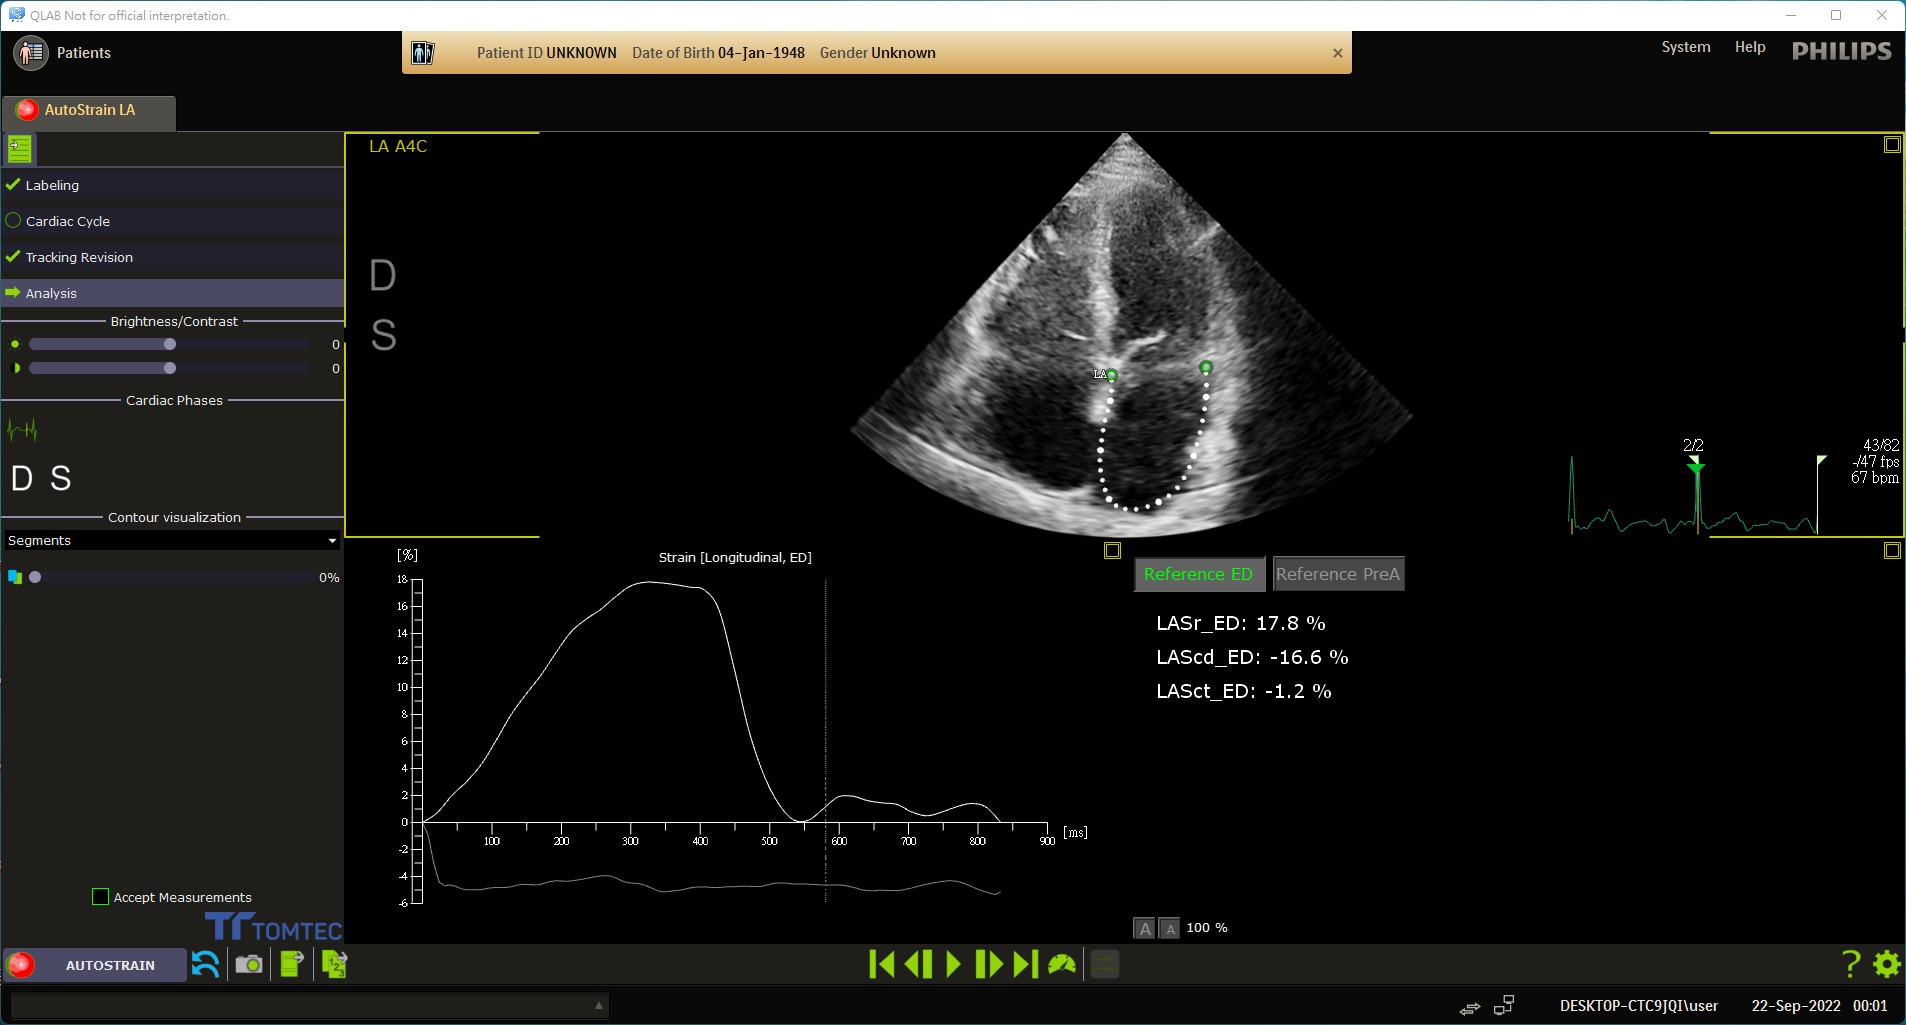 QLAB Not for official interpretation.
Patients
Patient ID UNKNOWN Date of Birth 04-Jan-1948 Gender Unknown
System Help PHILIPS
AutoStrain LA
Labeling
Cardiac Cycle
Tracking Revision
Analysis
Brightness/Contrast
0
0
Cardiac Phases
D S
Contour visualization
Segments
0%
Accept Measurements
TOMTEC
LA A4C
D
S
LA
2/2
43/82
-/47 fps
67 bpm
[%]
Strain [Longitudinal, ED]
18
16
14
12
10
8
6
4
2
0
-2
-4
-6
100 200 300 400 500 600 700 800 900 [ms]
Reference ED Reference PreA
LASr_ED: 17.8 %
LAScd_ED: -16.6 %
LASct_ED: -1.2 %
A A 100 %
AUTOSTRAIN
1 2 3
?
DESKTOP-CTC9JQI\user 22-Sep-2022 00:01